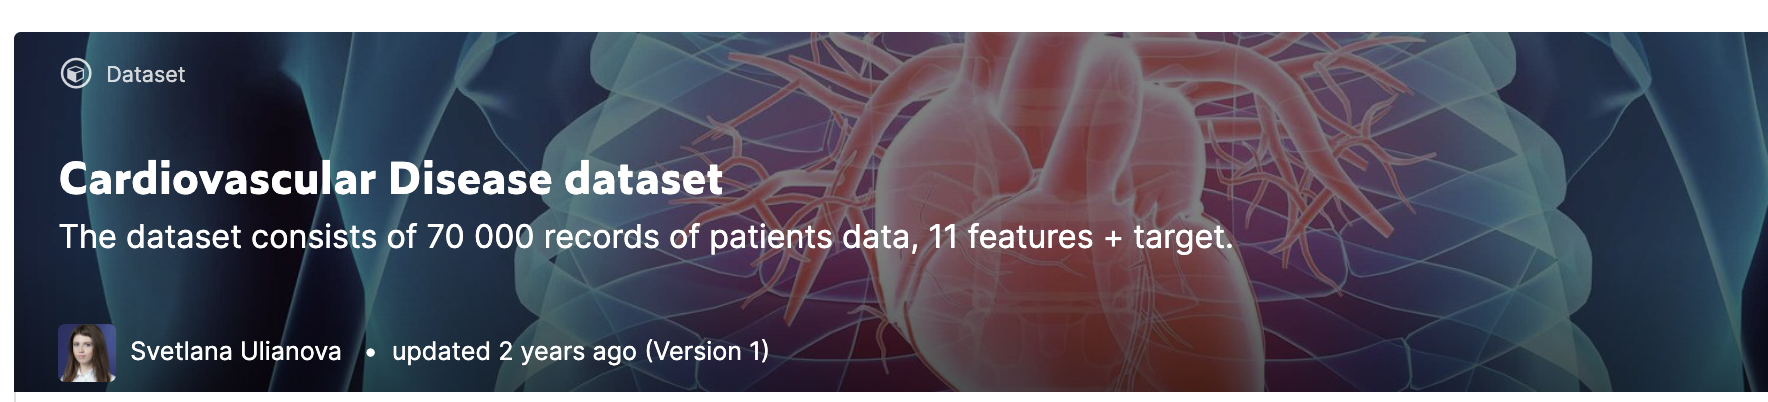 Dataset
Cardiovascular Disease dataset
The dataset consists of 70 000 records of patients data, 11 features + target.
Svetlana Ulianova • updated 2 years ago (Version 1)